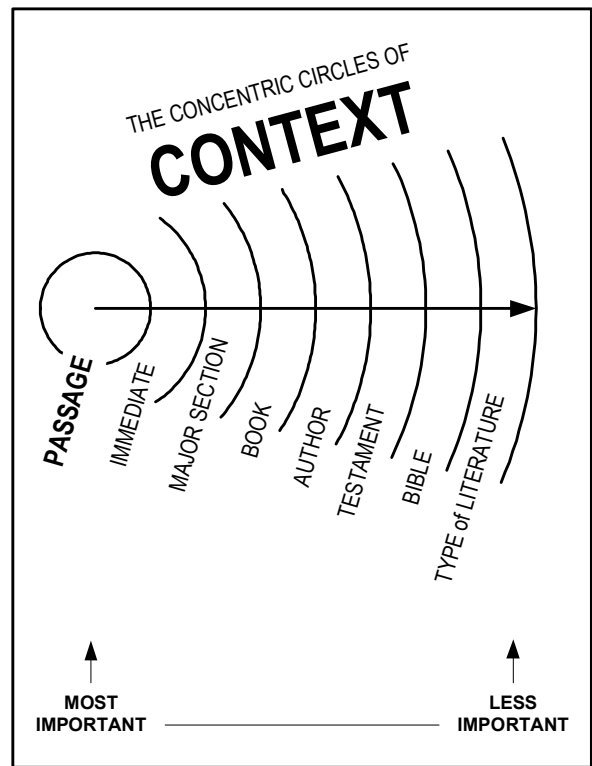 THE CONCENTRIC CIRCLES OF
CONTEXT
PASSAGE
IMMEDIATE
MAJOR SECTION
BOOK
AUTHOR
TESTAMENT
BIBLE
TYPE of LITERATURE
MOST
IMPORTANT
LESS
IMPORTANT